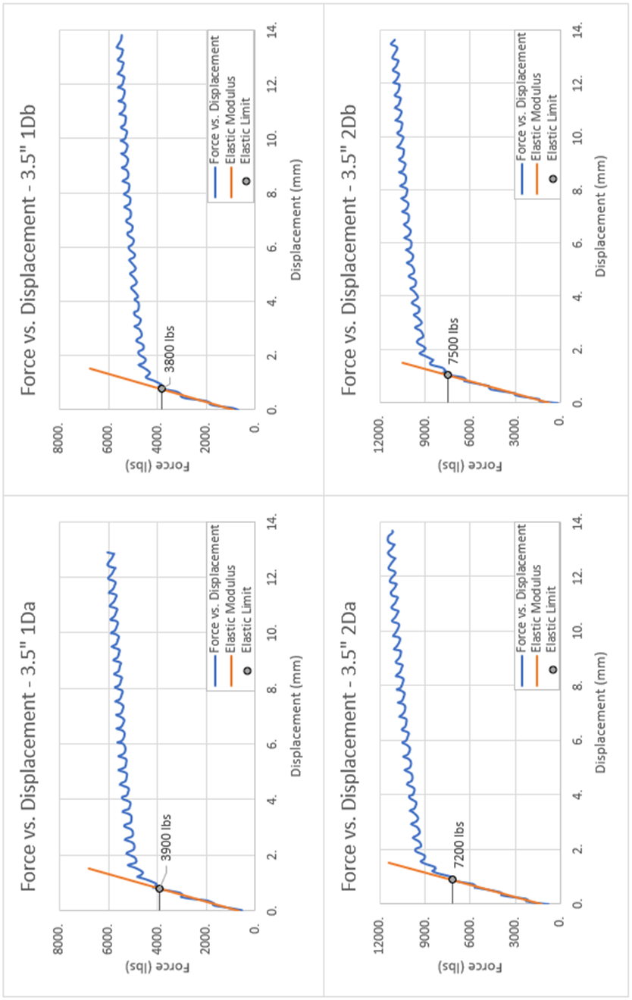 Force vs. Displacement - 3.5" 1Da
8000.
6000.
4000.
2000.
0.
Force (lbs)
3900 lbs
Force vs. Displacement
Elastic Modulus
Elastic Limit
0. 2. 4. 6. 8. 10. 12. 14.
Displacement (mm)
Force vs. Displacement - 3.5" 1Db
8000.
6000.
4000.
2000.
0.
Force (lbs)
3800 lbs
Force vs. Displacement
Elastic Modulus
Elastic Limit
0. 2. 4. 6. 8. 10. 12. 14.
Displacement (mm)
Force vs. Displacement - 3.5" 2Da
12000.
9000.
6000.
3000.
0.
Force (lbs)
7200 lbs
Force vs. Displacement
Elastic Modulus
Elastic Limit
0. 2. 4. 6. 8. 10. 12. 14.
Displacement (mm)
Force vs. Displacement - 3.5" 2Db
12000.
9000.
6000.
3000.
0.
Force (lbs)
7500 lbs
Force vs. Displacement
Elastic Modulus
Elastic Limit
0. 2. 4. 6. 8. 10. 12. 14.
Displacement (mm)